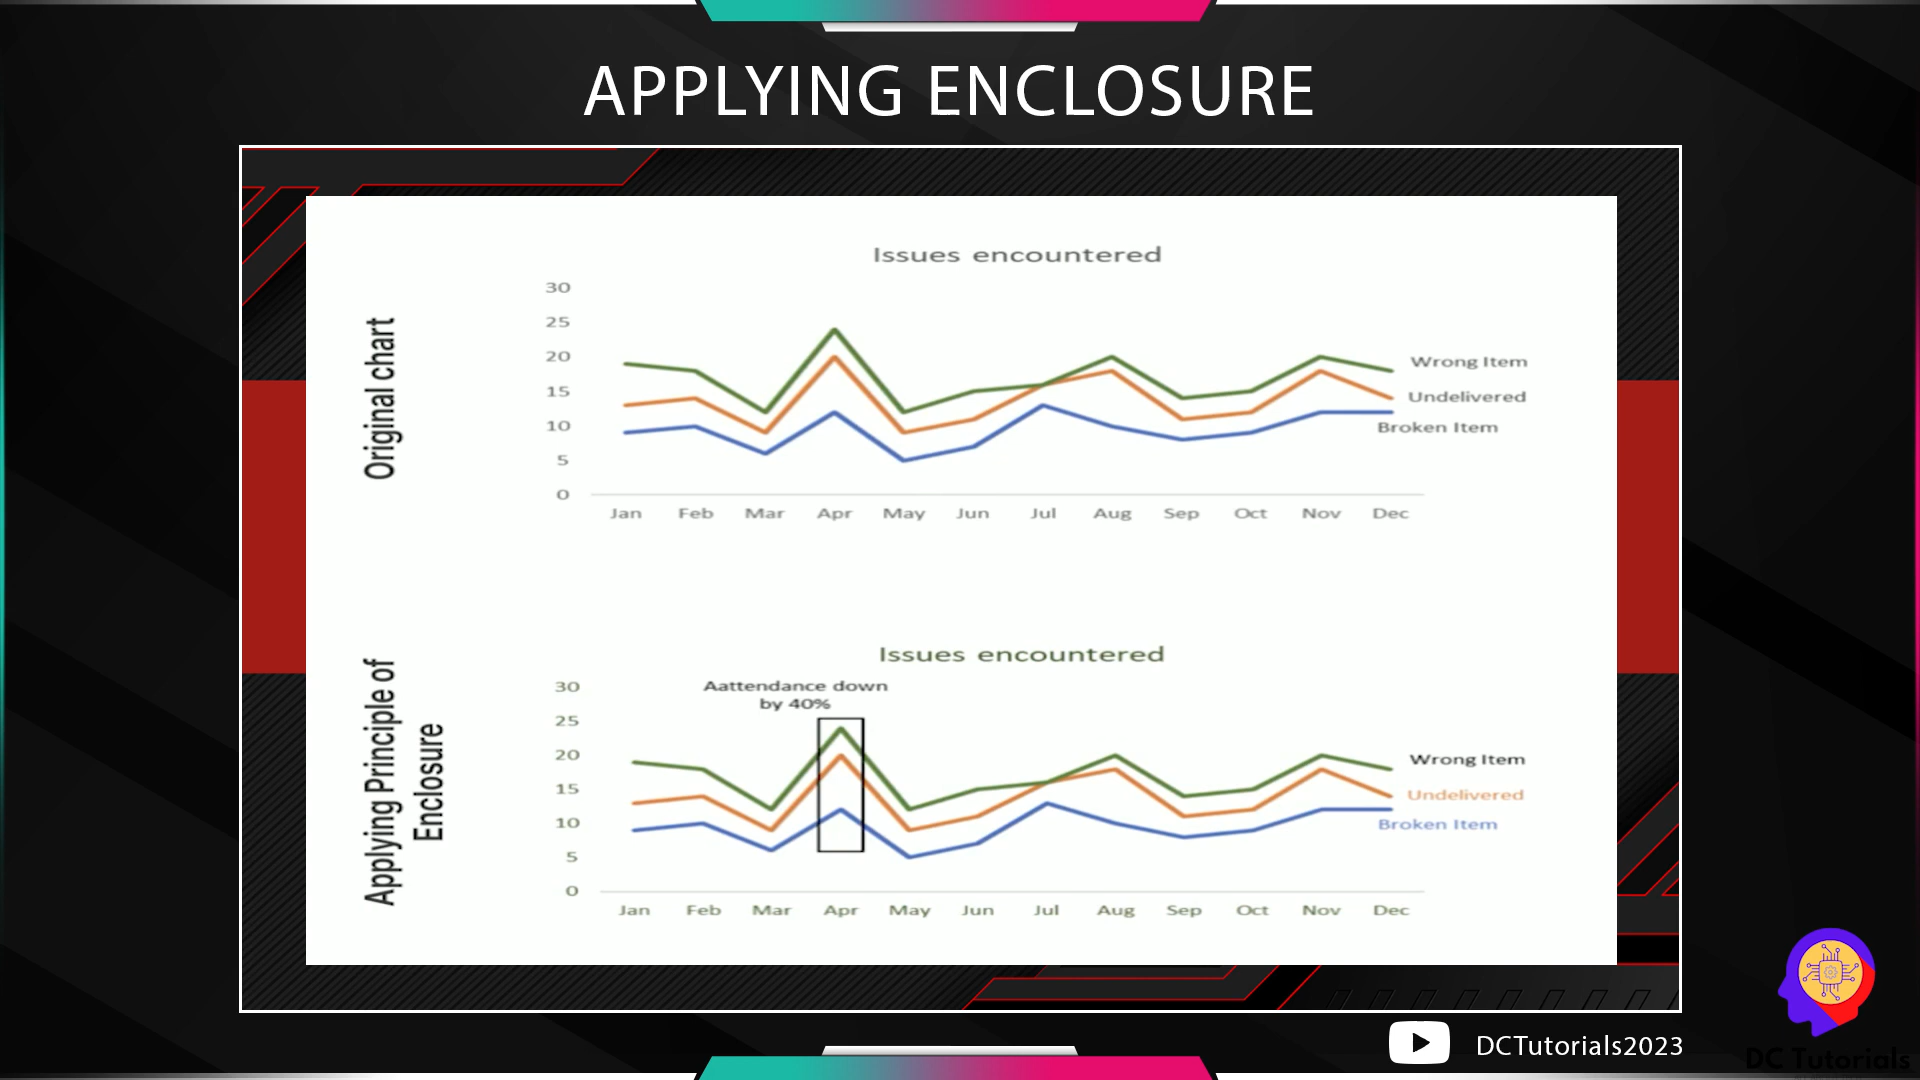 APPLYING ENCLOSURE
Original chart
Issues encountered
30
25
20
15
10
5
0
Wrong Item
Undelivered
Broken Item
Jan Feb Mar Apr May Jun Jul Aug Sep Oct Nov Dec
Applying Principle of
Enclosure
Issues encountered
Aattendance down
by 40%
30
25
20
15
10
5
0
Wrong Item
Undelivered
Broken Item
Jan Feb Mar Apr May Jun Jul Aug Sep Oct Nov Dec
DCTutorials2023
DC Tutorials